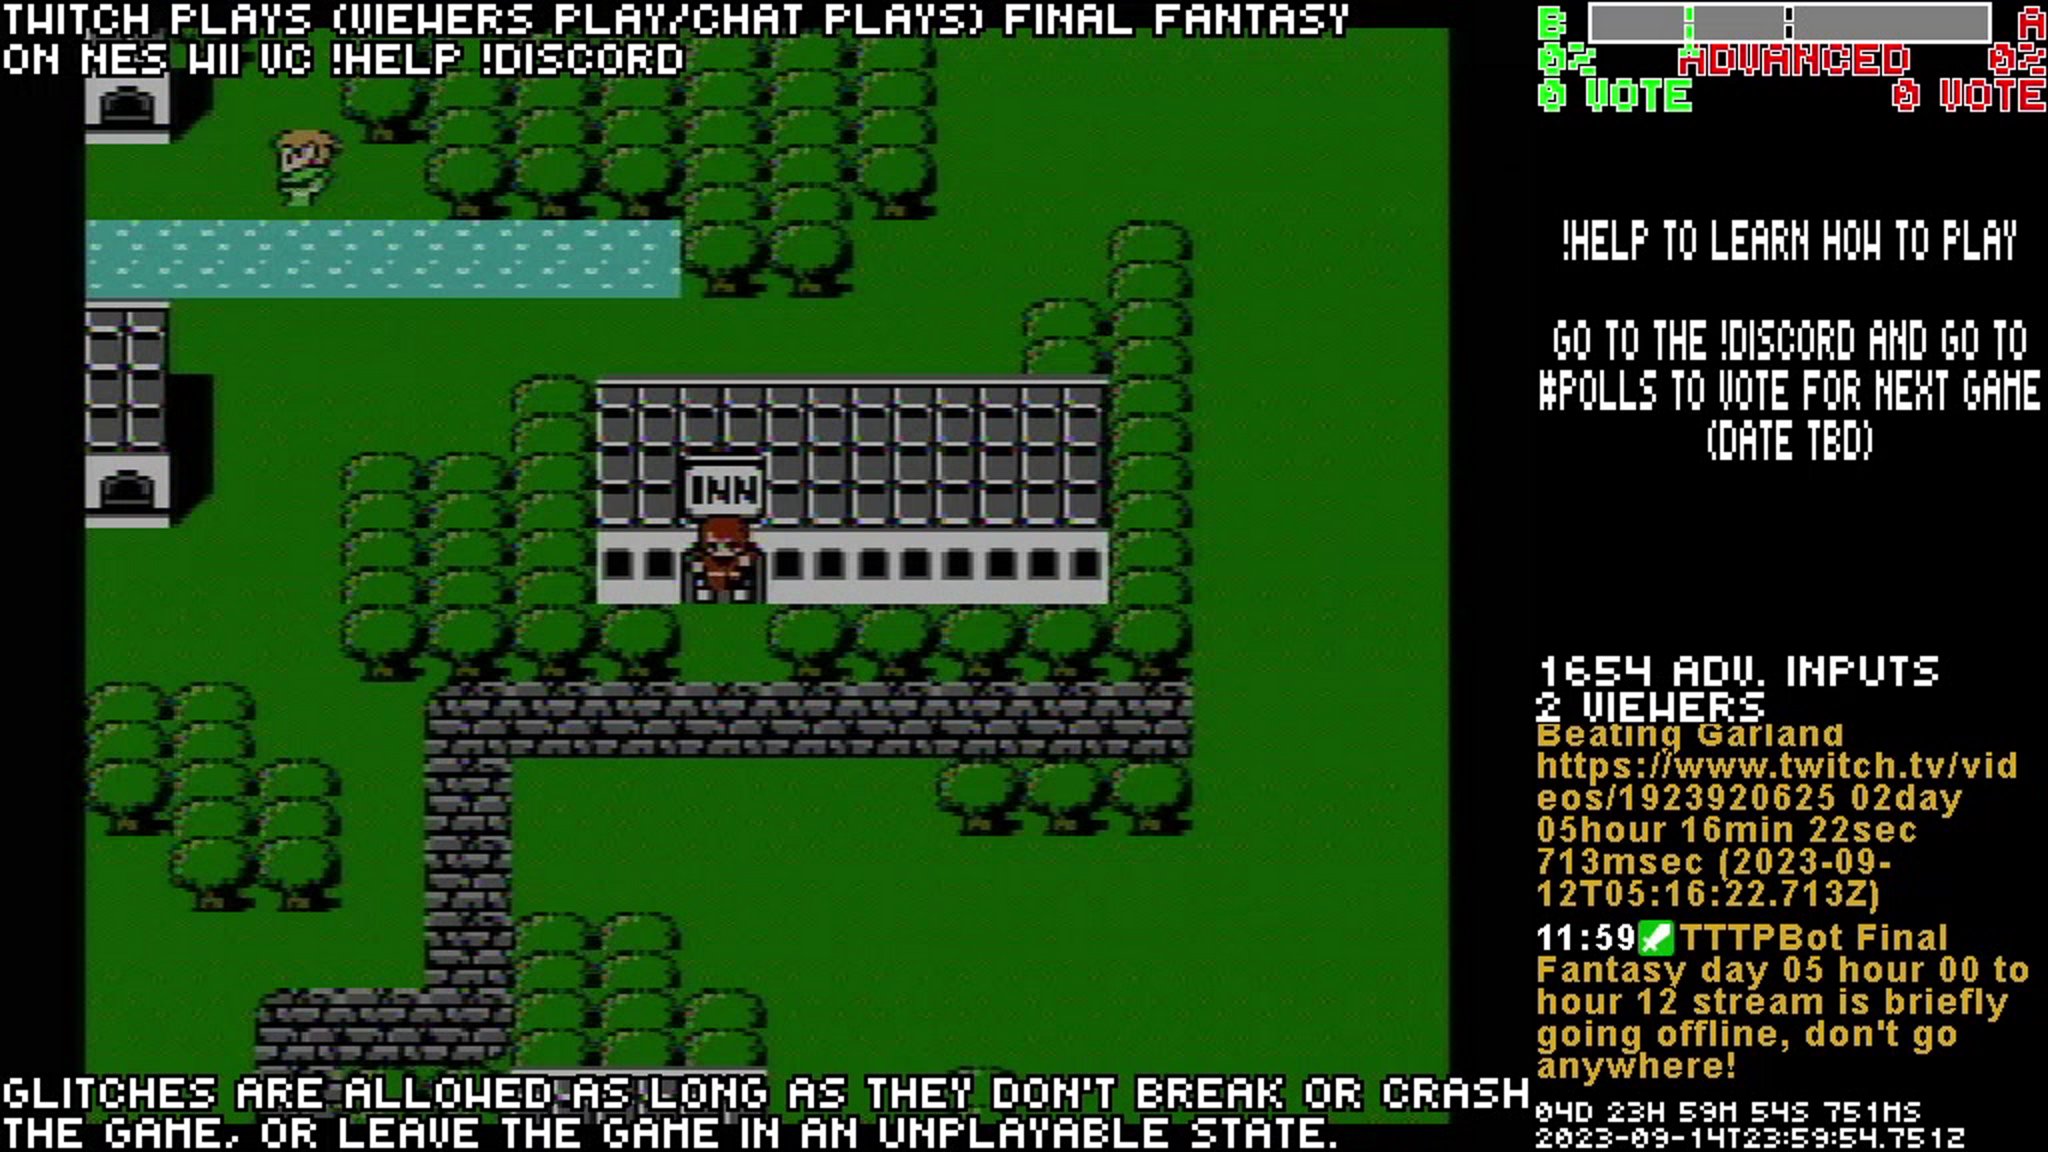 TWITCH PLAYS (VIEWERS PLAY/CHAT PLAYS) FINAL FANTASY
ON NES WII VC !HELP !DISCORD
B A
0% ADVANCED 0%
0 VOTE 0 VOTE
!HELP TO LEARN HOW TO PLAY
GO TO THE !DISCORD AND GO TO
#POLLS TO VOTE FOR NEXT GAME
(DATE TBD)
INN
1654 ADV. INPUTS
2 VIEWERS
Beating Garland
https://www.twitch.tv/vid
eos/1923920625 02day
05hour 16min 22sec
713msec (2023-09-
12T05:16:22.713Z)
11:59 TTTPBot Final
Fantasy day 05 hour 00 to
hour 12 stream is briefly
going offline, don't go
anywhere!
GLITCHES ARE ALLOWED AS LONG AS THEY DON'T BREAK OR CRASH
THE GAME, OR LEAVE THE GAME IN AN UNPLAYABLE STATE.
04D 23H 59M 54S 751MS
2023-09-14T23:59:54.751Z